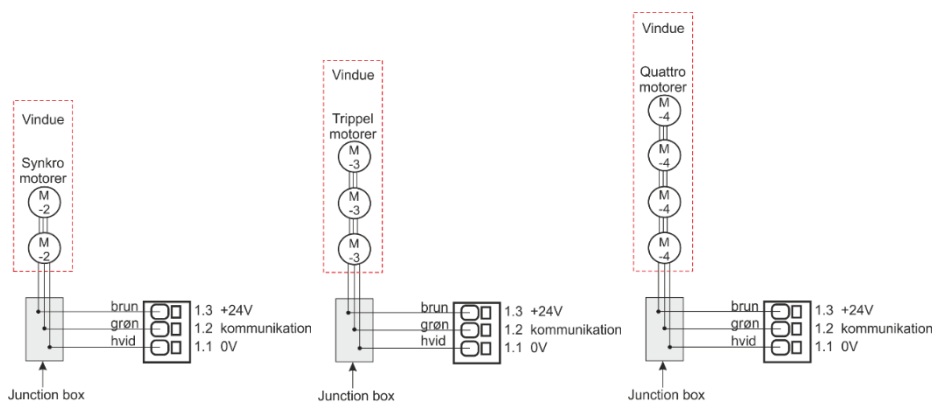 Vindue
Synkro
motorer
M
-2
M
-2
brun
1.3 +24V
grøn
1.2 kommunikation
hvid
1.1 0V
Junction box
Vindue
Trippel
motorer
M
-3
M
-3
M
-3
brun
1.3 +24V
grøn
1.2 kommunikation
hvid
1.1 0V
Junction box
Vindue
Quattro
motorer
M
-4
M
-4
M
-4
M
-4
brun
1.3 +24V
grøn
1.2 kommunikation
hvid
1.1 0V
Junction box